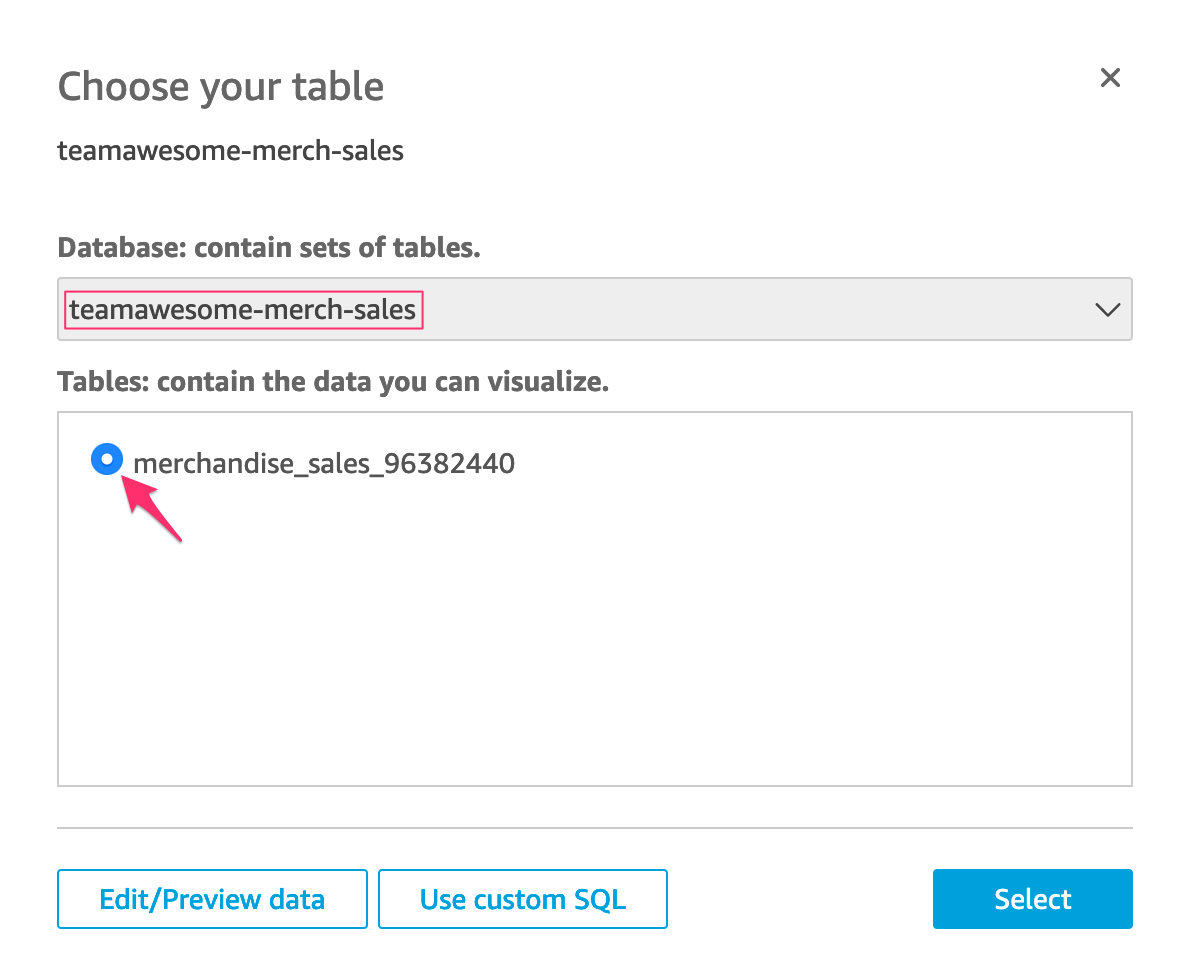 Choose your table
teamawesome-merch-sales
Database: contain sets of tables.
teamawesome-merch-sales
Tables: contain the data you can visualize.
merchandise_sales_96382440
Edit/Preview data
Use custom SQL
Select